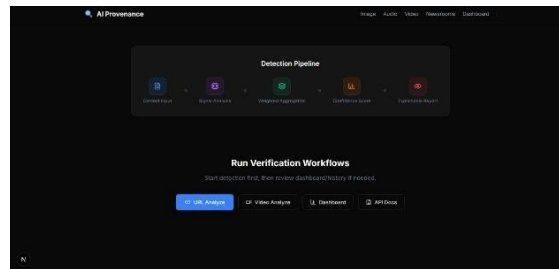 AI Provenance
Image Audio Video Newsrooms Dashboard
Detection Pipeline
Content Input
Signal Analysis
Weighted Aggregation
Confidence Score
Explainable Report
Run Verification Workflows
Start detection first, then review dashboard/history if needed.
URL Analyze
Video Analyze
Dashboard
API Docs
N